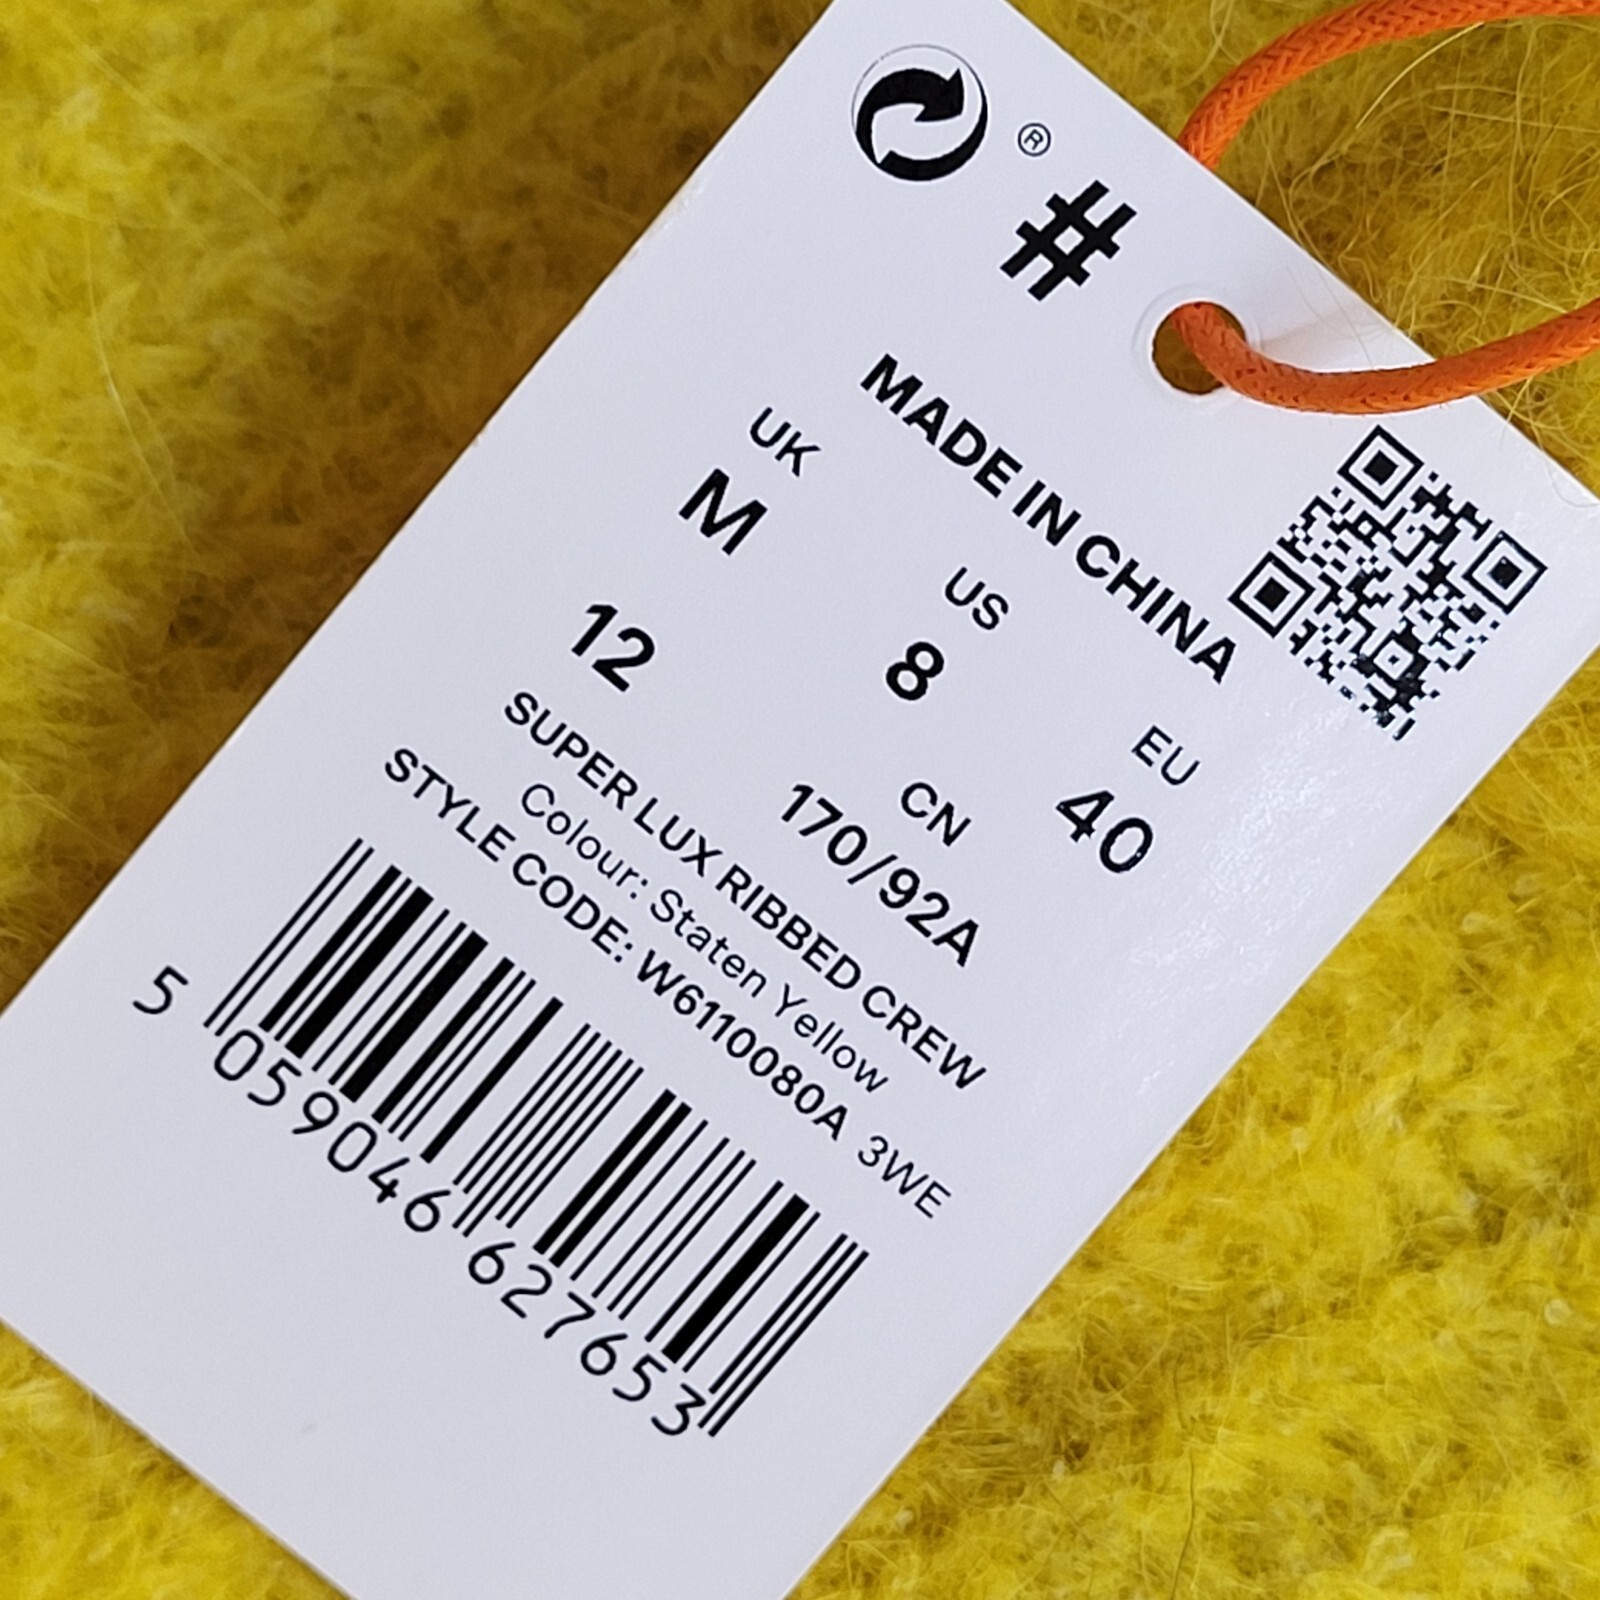 ®
#
MADE IN CHINA
UK US EU
M
12 8 40
CN
170/92A
SUPER LUX RIBBED CREW
Colour: Staten Yellow
STYLE CODE: W6110080A 3WE
5 059046 627653